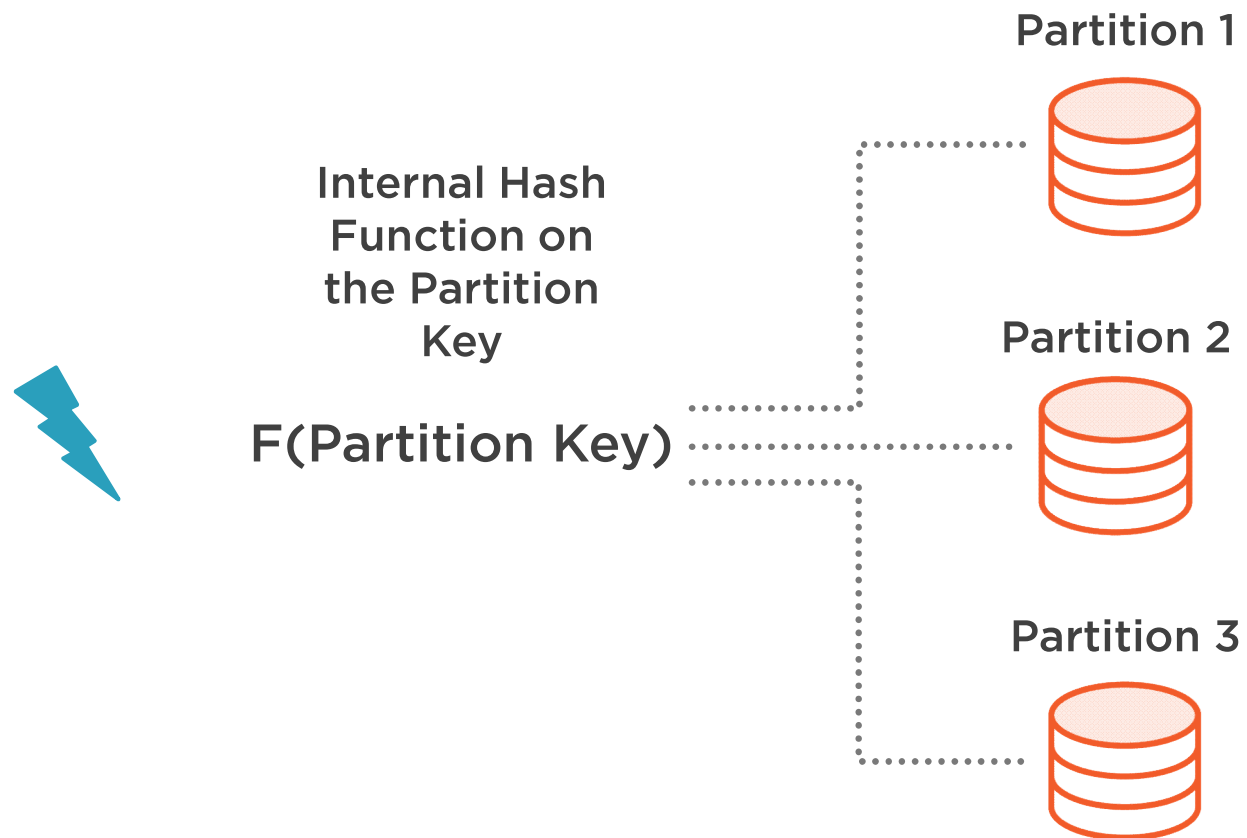 Partition 1
Internal Hash
Function on
the Partition
Key
Partition 2
F(Partition Key)
Partition 3